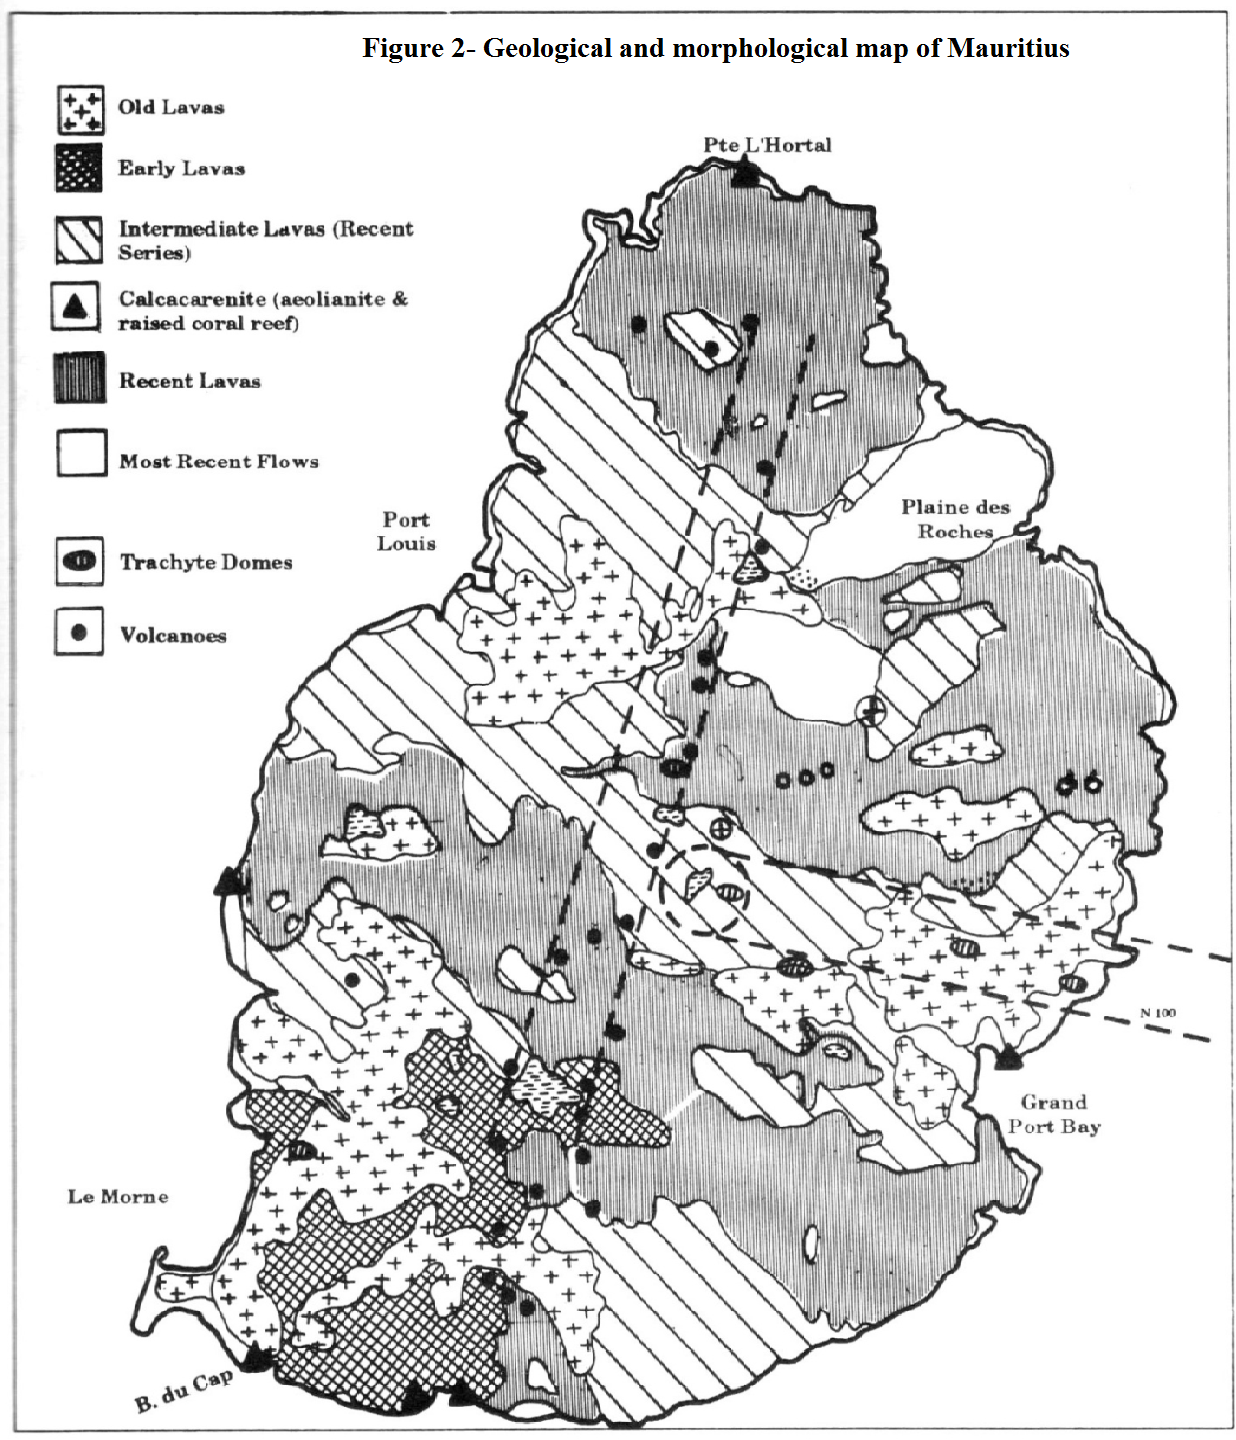 Figure 2- Geological and morphological map of Mauritius
Old Lavas
Early Lavas
Intermediate Lavas (Recent
Series)
Calcacarenite (aeolianite &
raised coral reef)
Recent Lavas
Most Recent Flows
Trachyte Domes
Volcanoes
Pte L'Hortal
Plaine des
Roches
Port
Louis
N 100
Grand
Port Bay
Le Morne
B. du Cap